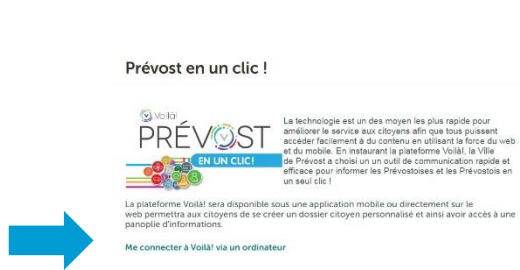 Prévost en un clic !
Voilà!
PRÉVOST
EN UN CLIC!
La technologie est un des moyen les plus rapide pour
améliorer le service aux citoyens afin que tous puissent
accéder facilement à du contenu en utilisant la force du web
et du mobile. En instaurant la plateforme Voilà!, la Ville
de Prévost a choisi un un outil de communication rapide et
efficace pour informer les Prévostoises et les Prévostois en
un seul clic !
La plateforme Voilà! sera disponible sous une application mobile ou directement sur le
web permettra aux citoyens de se créer un dossier citoyen personnalisé et ainsi avoir accès à une
panoplie d'informations.
Me connecter à Voilà! via un ordinateur